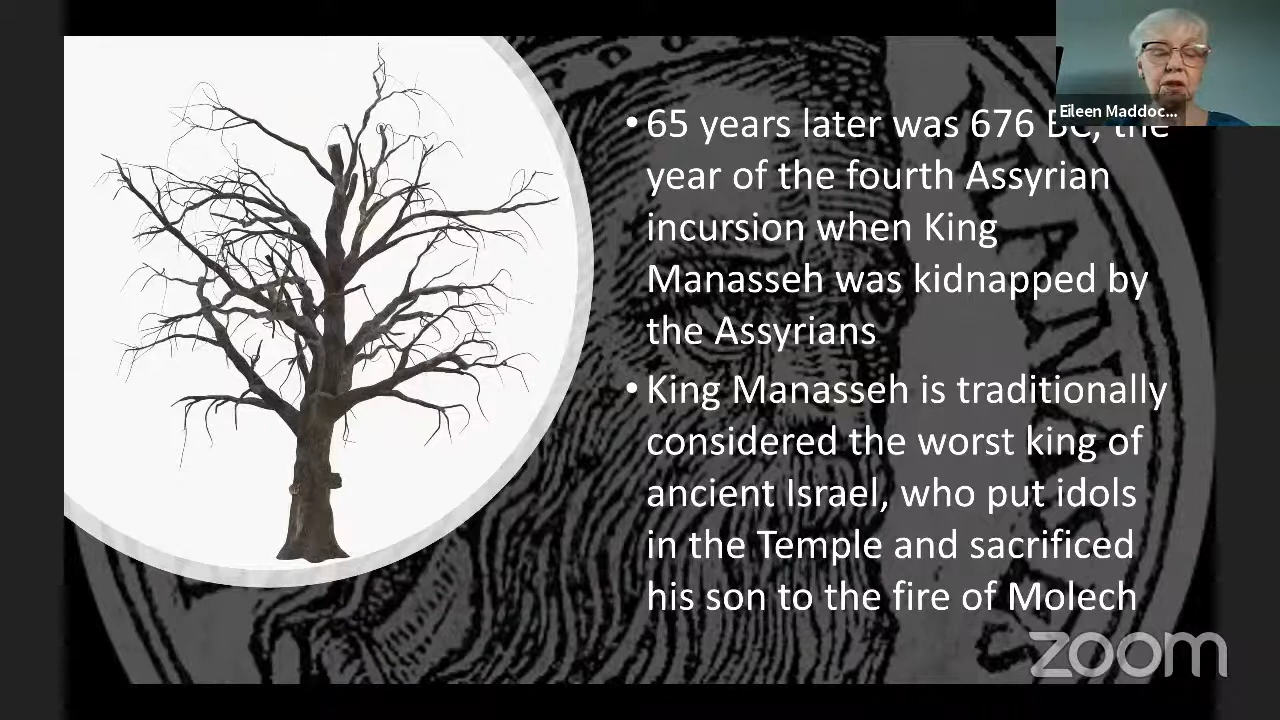 Eileen Maddoc...
• 65 years later was 676 BC, the
year of the fourth Assyrian
incursion when King
Manasseh was kidnapped by
the Assyrians
• King Manasseh is traditionally
considered the worst king of
ancient Israel, who put idols
in the Temple and sacrificed
his son to the fire of Molech
zoom